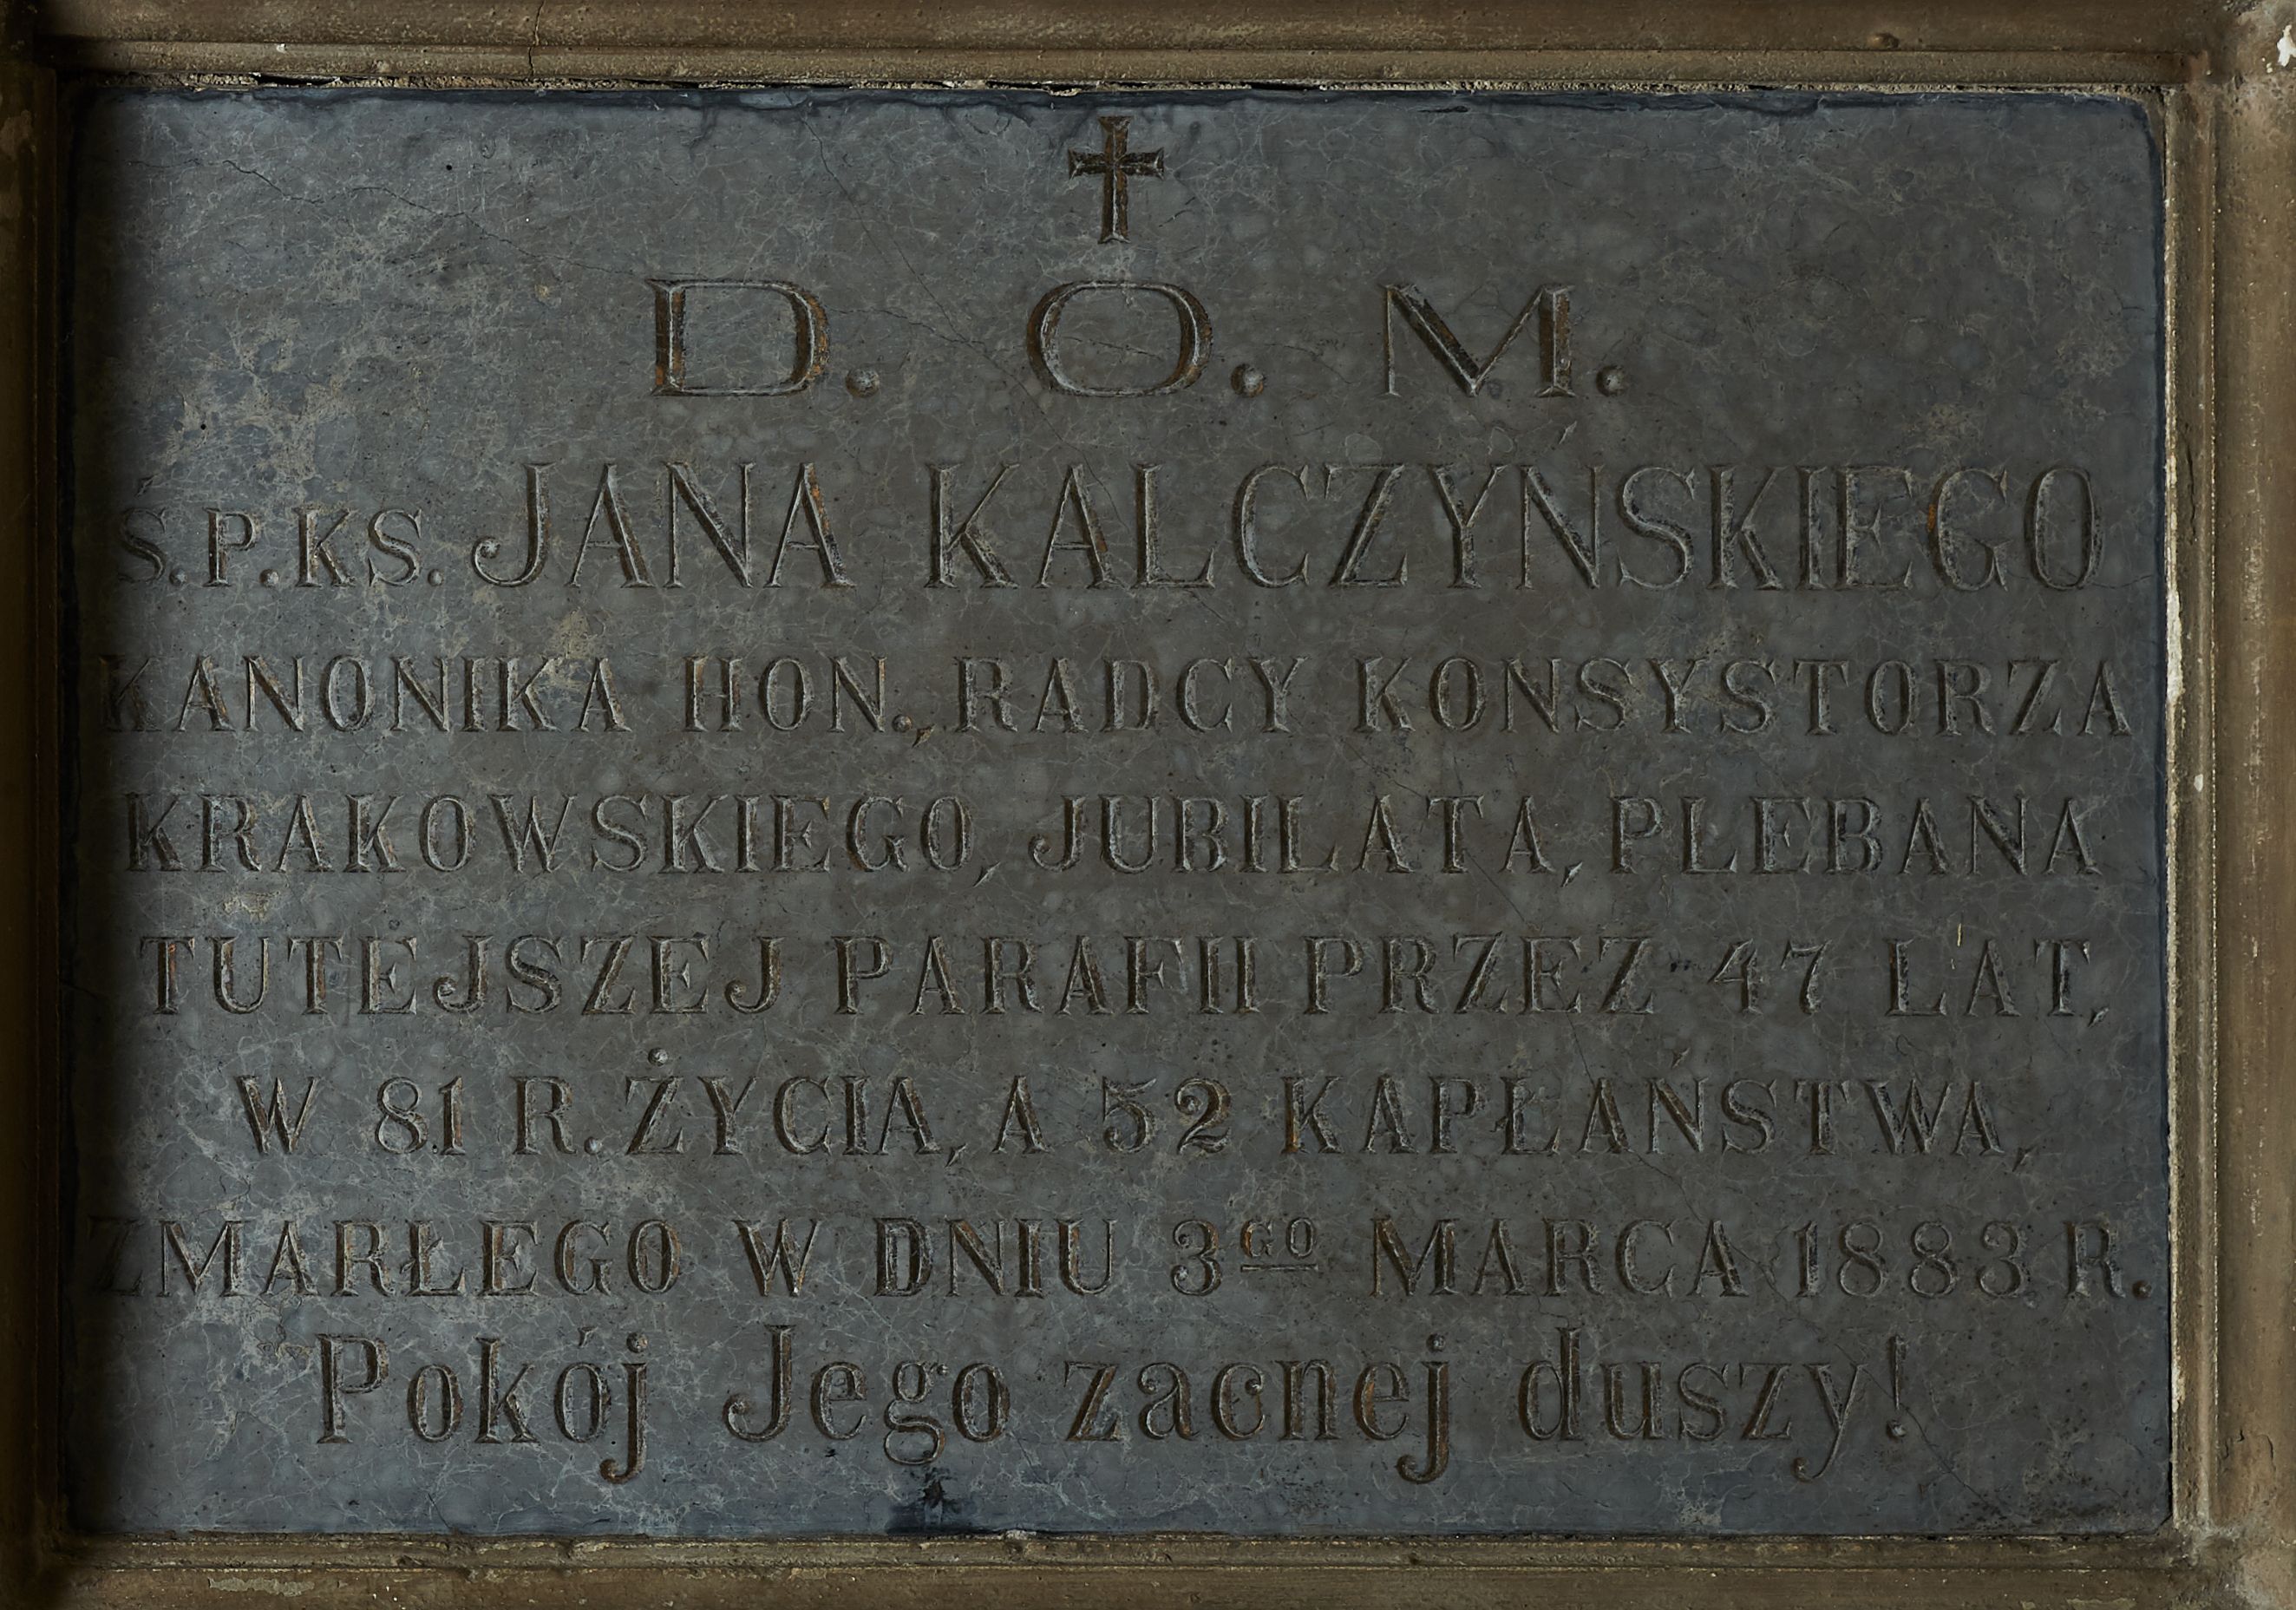 D. O. M.
Ś.P.KS. JANA KALCZYŃSKIEGO
KANONIKA HON., RADCY KONSYSTORZA
KRAKOWSKIEGO, JUBILATA, PLEBANA
TUTEJSZEJ PARAFII PRZEZ 47 LAT,
W 81 R. ŻYCIA, A 52 KAPŁAŃSTWA,
ZMARŁEGO W DNIU 3GO MARCA 1883 R.
Pokój Jego zacnej duszy!